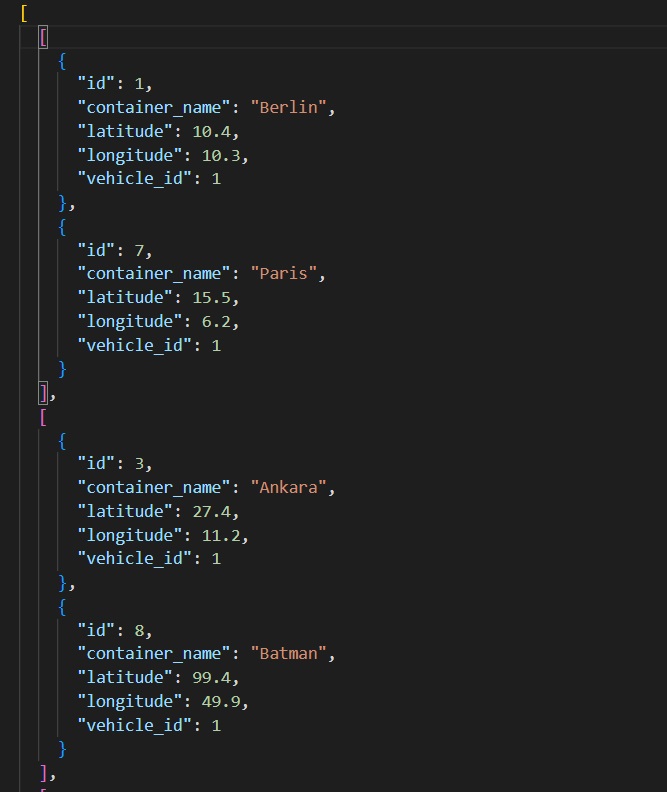 [
[
{
"id": 1,
"container_name": "Berlin",
"latitude": 10.4,
"longitude": 10.3,
"vehicle_id": 1
},
{
"id": 7,
"container_name": "Paris",
"latitude": 15.5,
"longitude": 6.2,
"vehicle_id": 1
}
],
[
{
"id": 3,
"container_name": "Ankara",
"latitude": 27.4,
"longitude": 11.2,
"vehicle_id": 1
},
{
"id": 8,
"container_name": "Batman",
"latitude": 99.4,
"longitude": 49.9,
"vehicle_id": 1
}
],
[